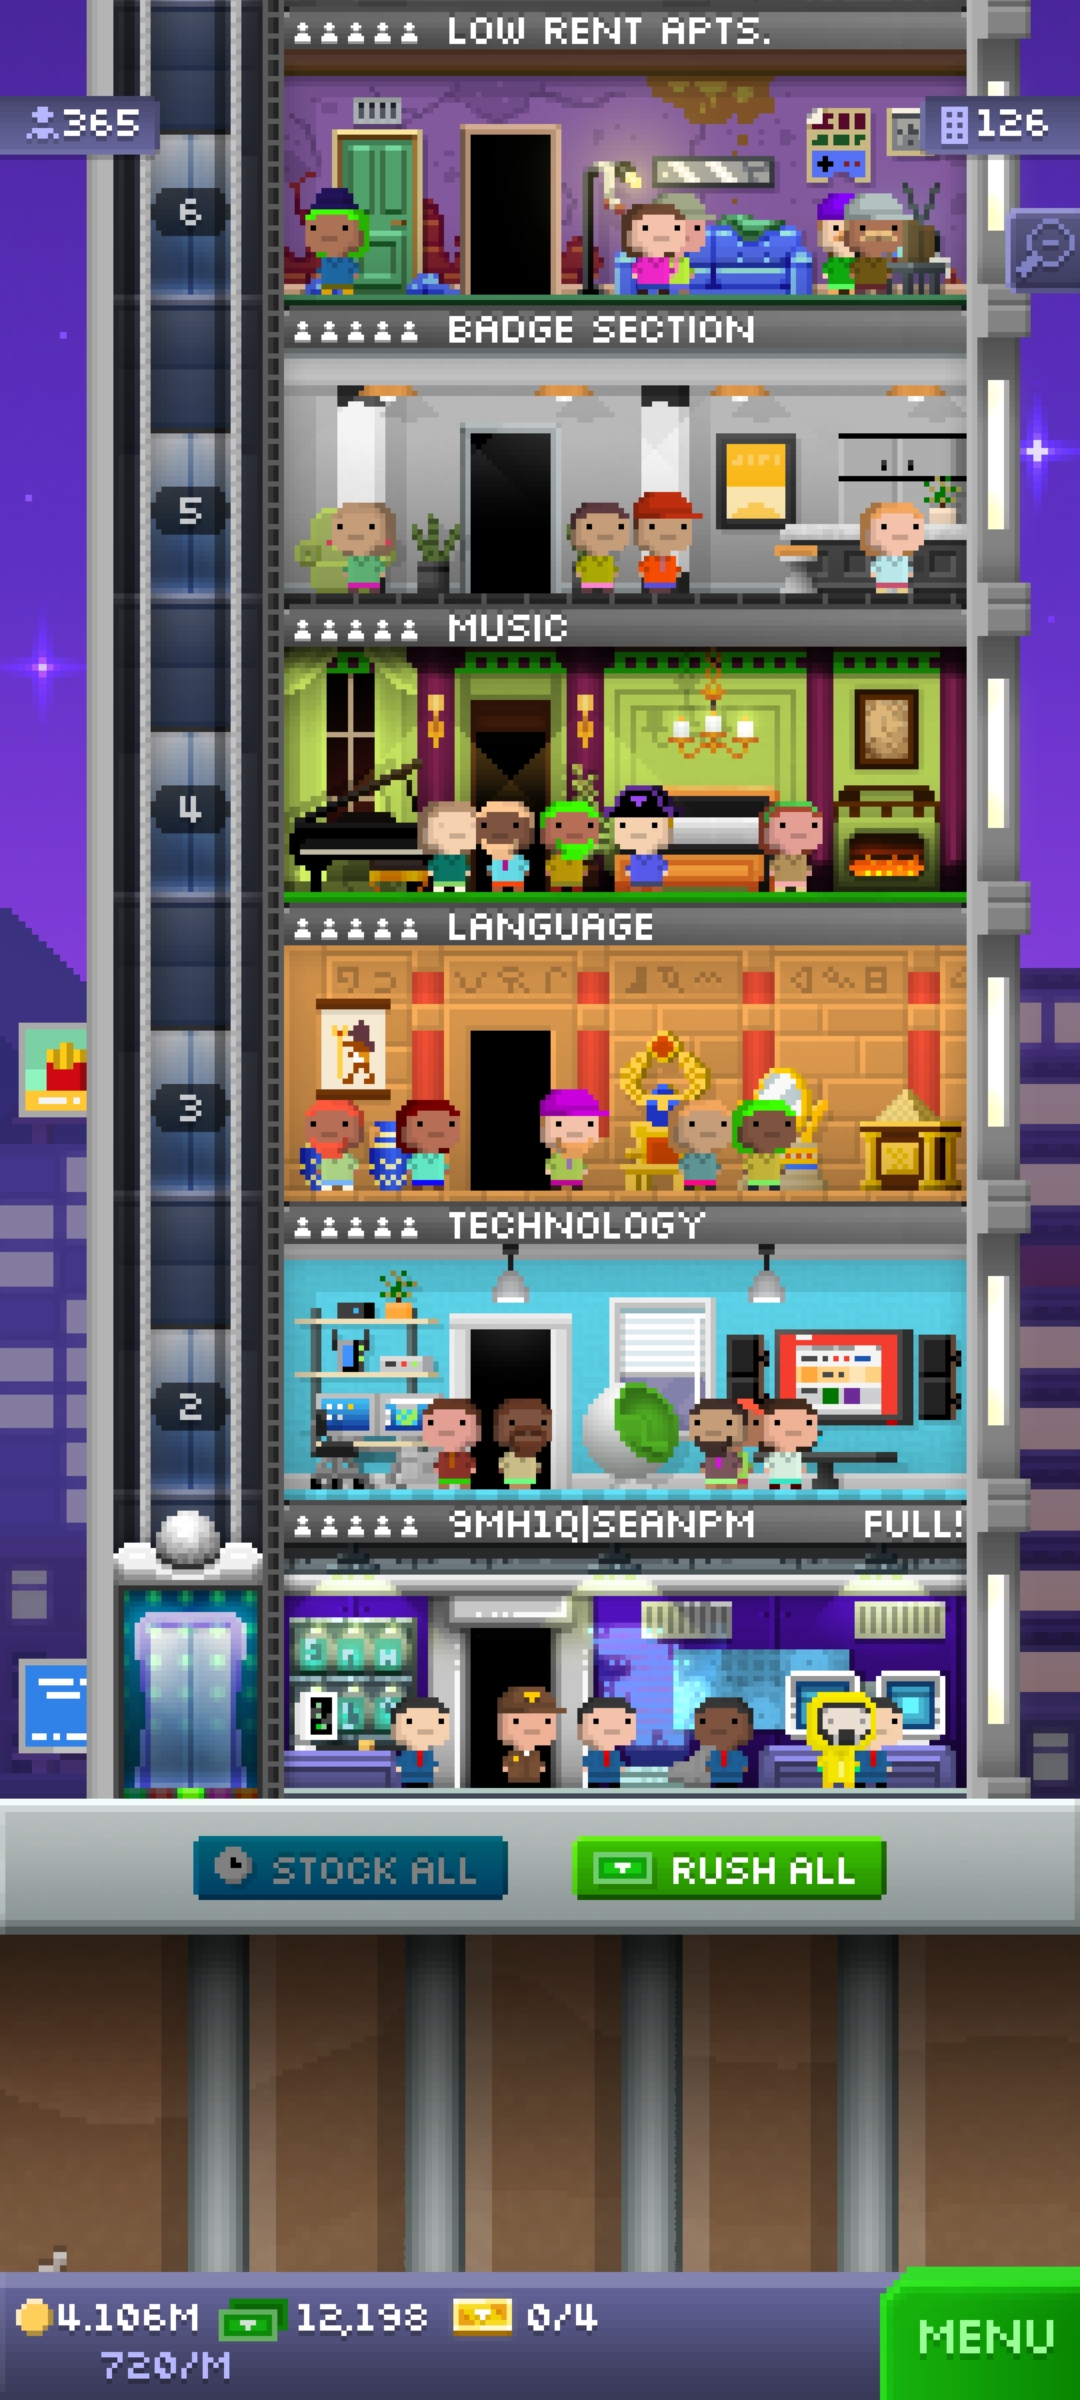 LOW RENT APTS.
365
126
6
BADGE SECTION
5
MUSIC
4
LANGUAGE
3
TECHNOLOGY
2
9MH1Q|SEANPM FULL!
STOCK ALL
RUSH ALL
4.106M 12,198 0/4
720/M
MENU